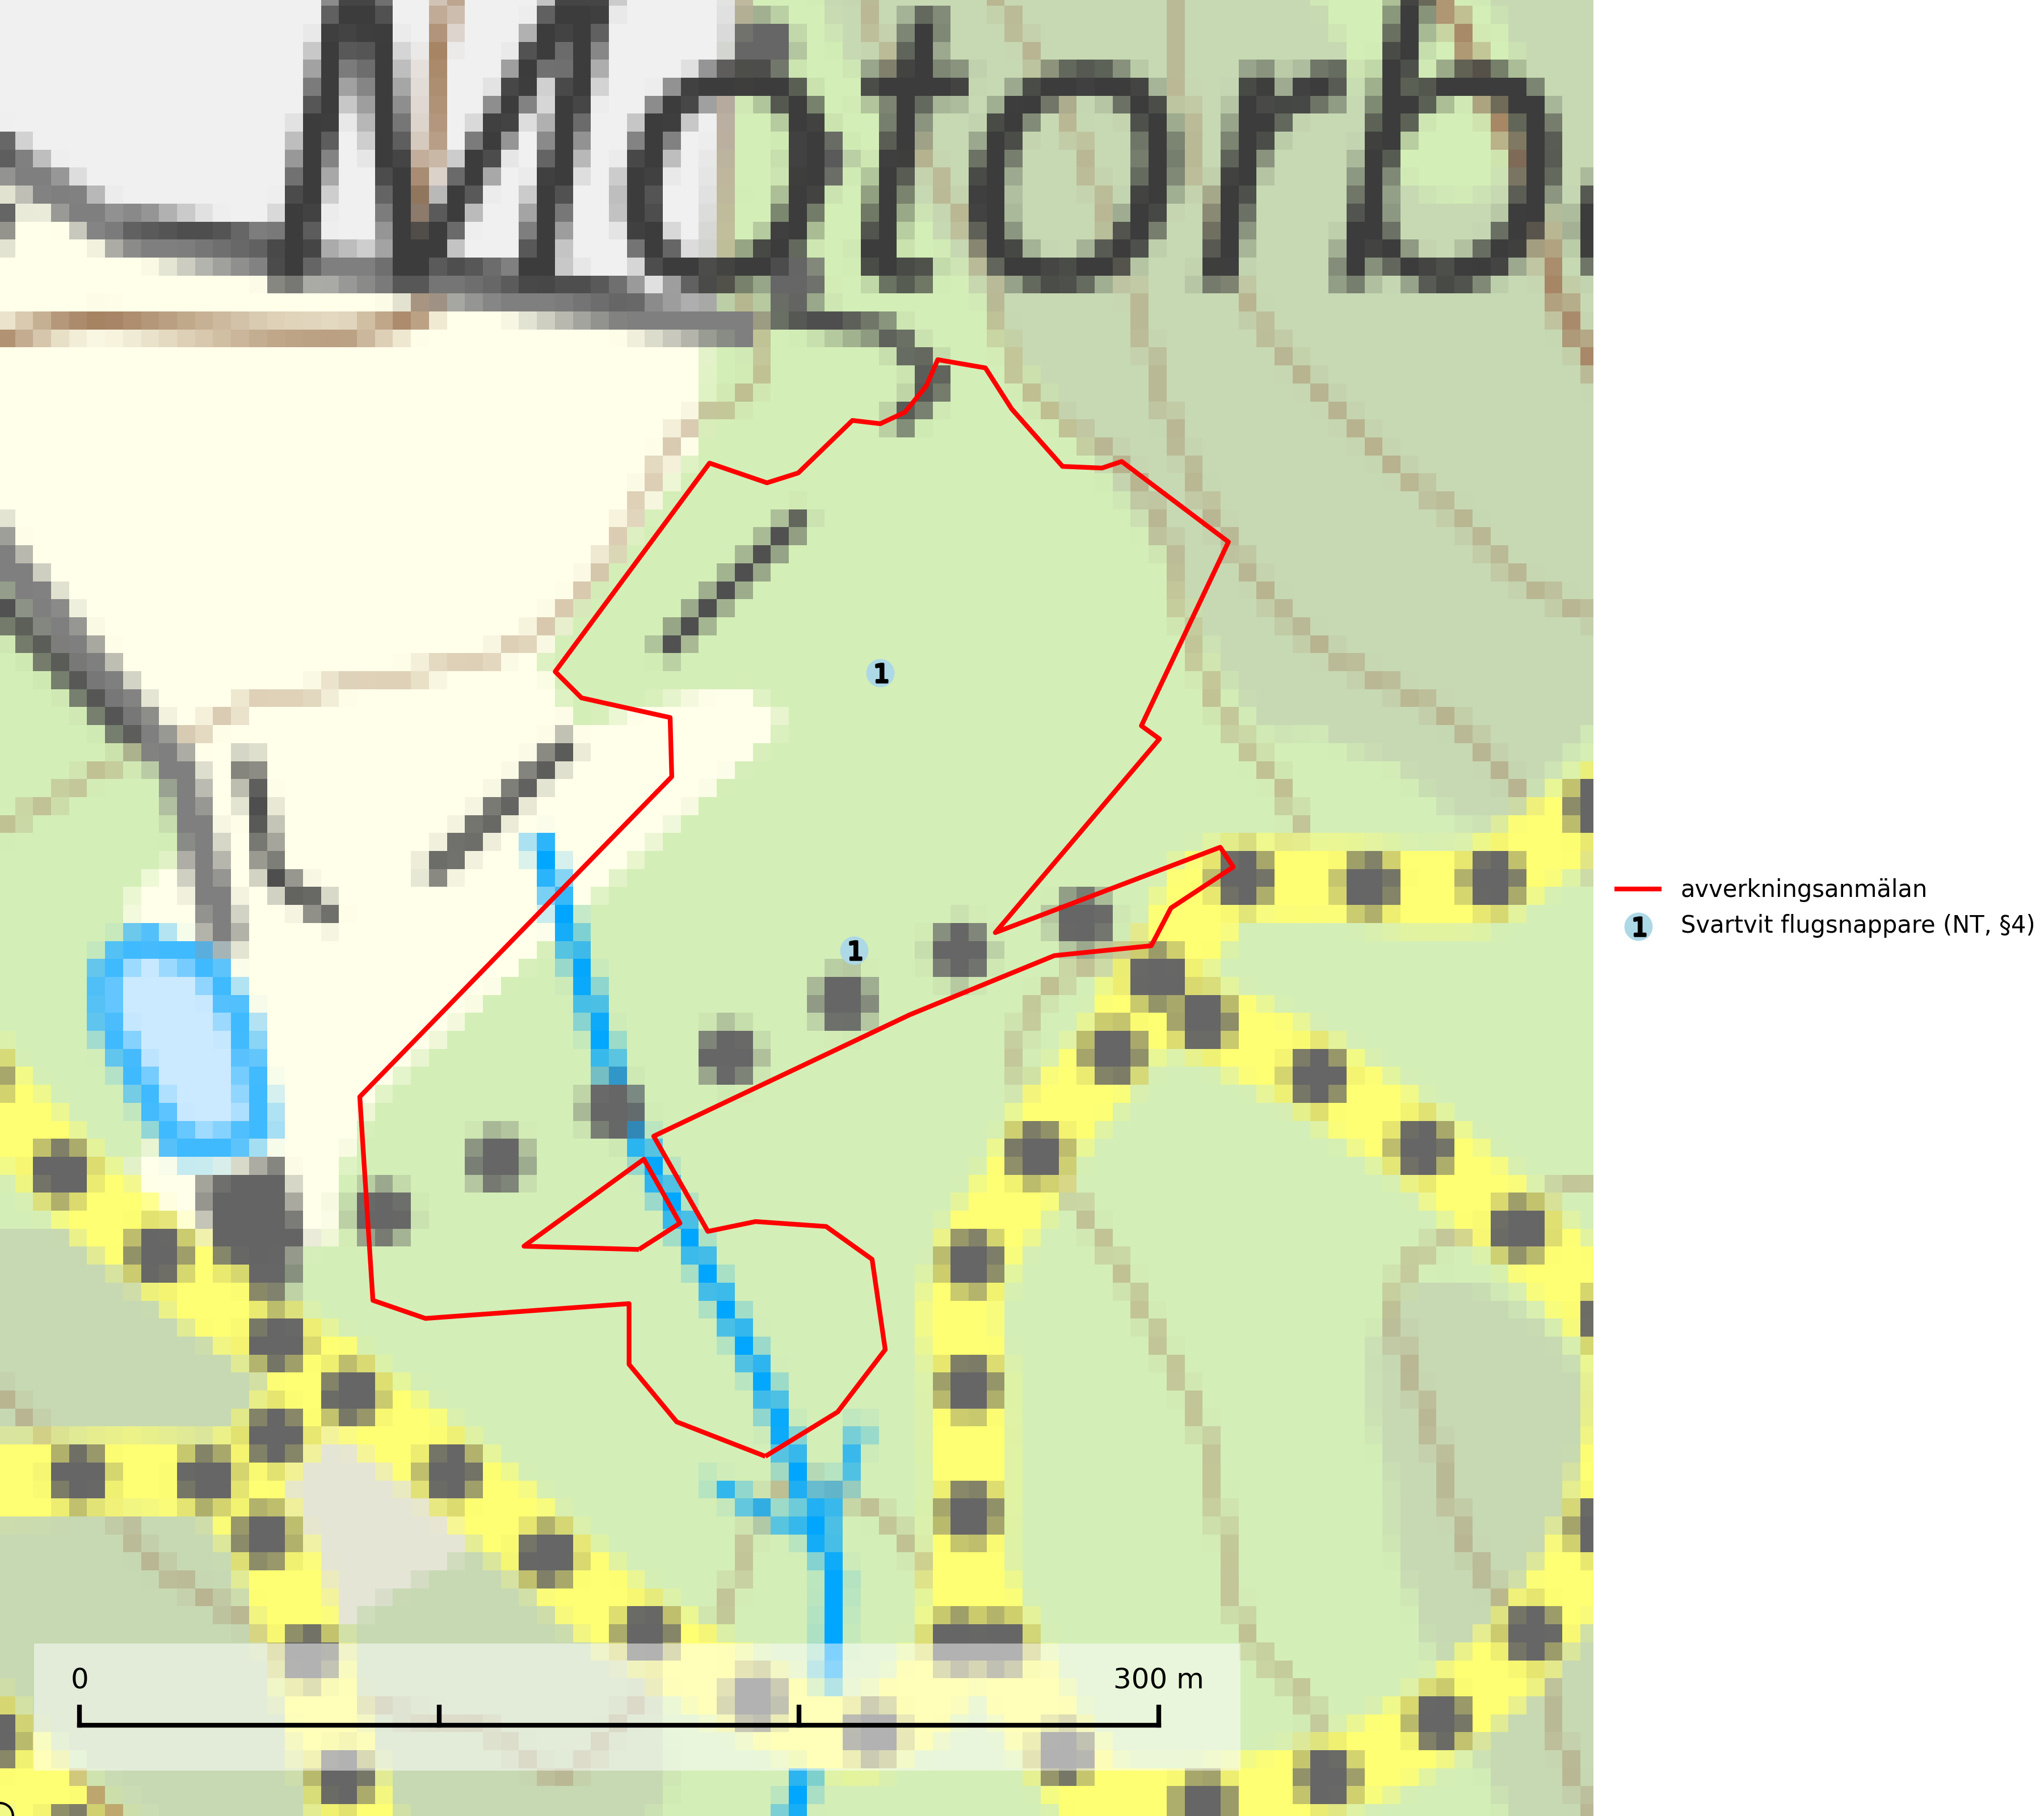 Motorb
1
1
avverkningsanmälan
1 Svartvit flugsnappare (NT, §4)
0 300 m